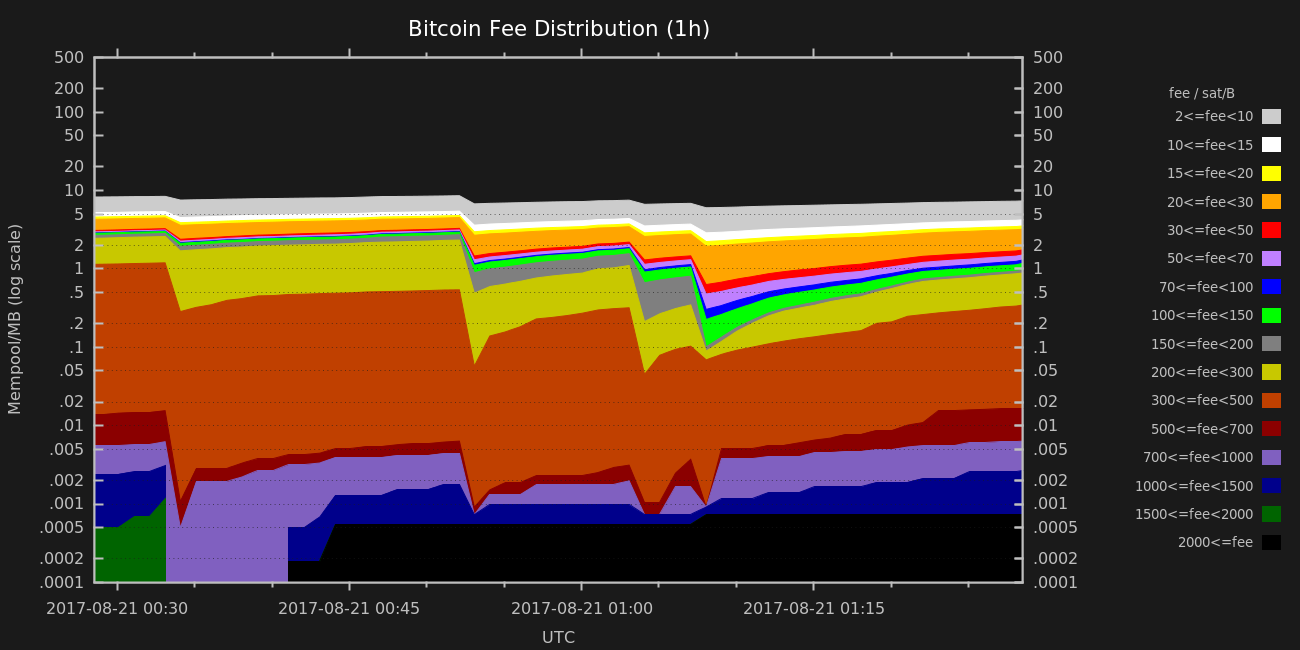 Bitcoin Fee Distribution (1h)
500
200
100
50
20
10
5
2
1
.5
.2
.1
.05
.02
.01
.005
.002
.001
.0005
.0002
.0001
Mempool/MB (log scale)
500
200
100
50
20
10
5
2
1
.5
.2
.1
.05
.02
.01
.005
.002
.001
.0005
.0002
.0001
2017-08-21 00:30 2017-08-21 00:45 2017-08-21 01:00 2017-08-21 01:15
UTC
fee / sat/B
2<=fee<10
10<=fee<15
15<=fee<20
20<=fee<30
30<=fee<50
50<=fee<70
70<=fee<100
100<=fee<150
150<=fee<200
200<=fee<300
300<=fee<500
500<=fee<700
700<=fee<1000
1000<=fee<1500
1500<=fee<2000
2000<=fee